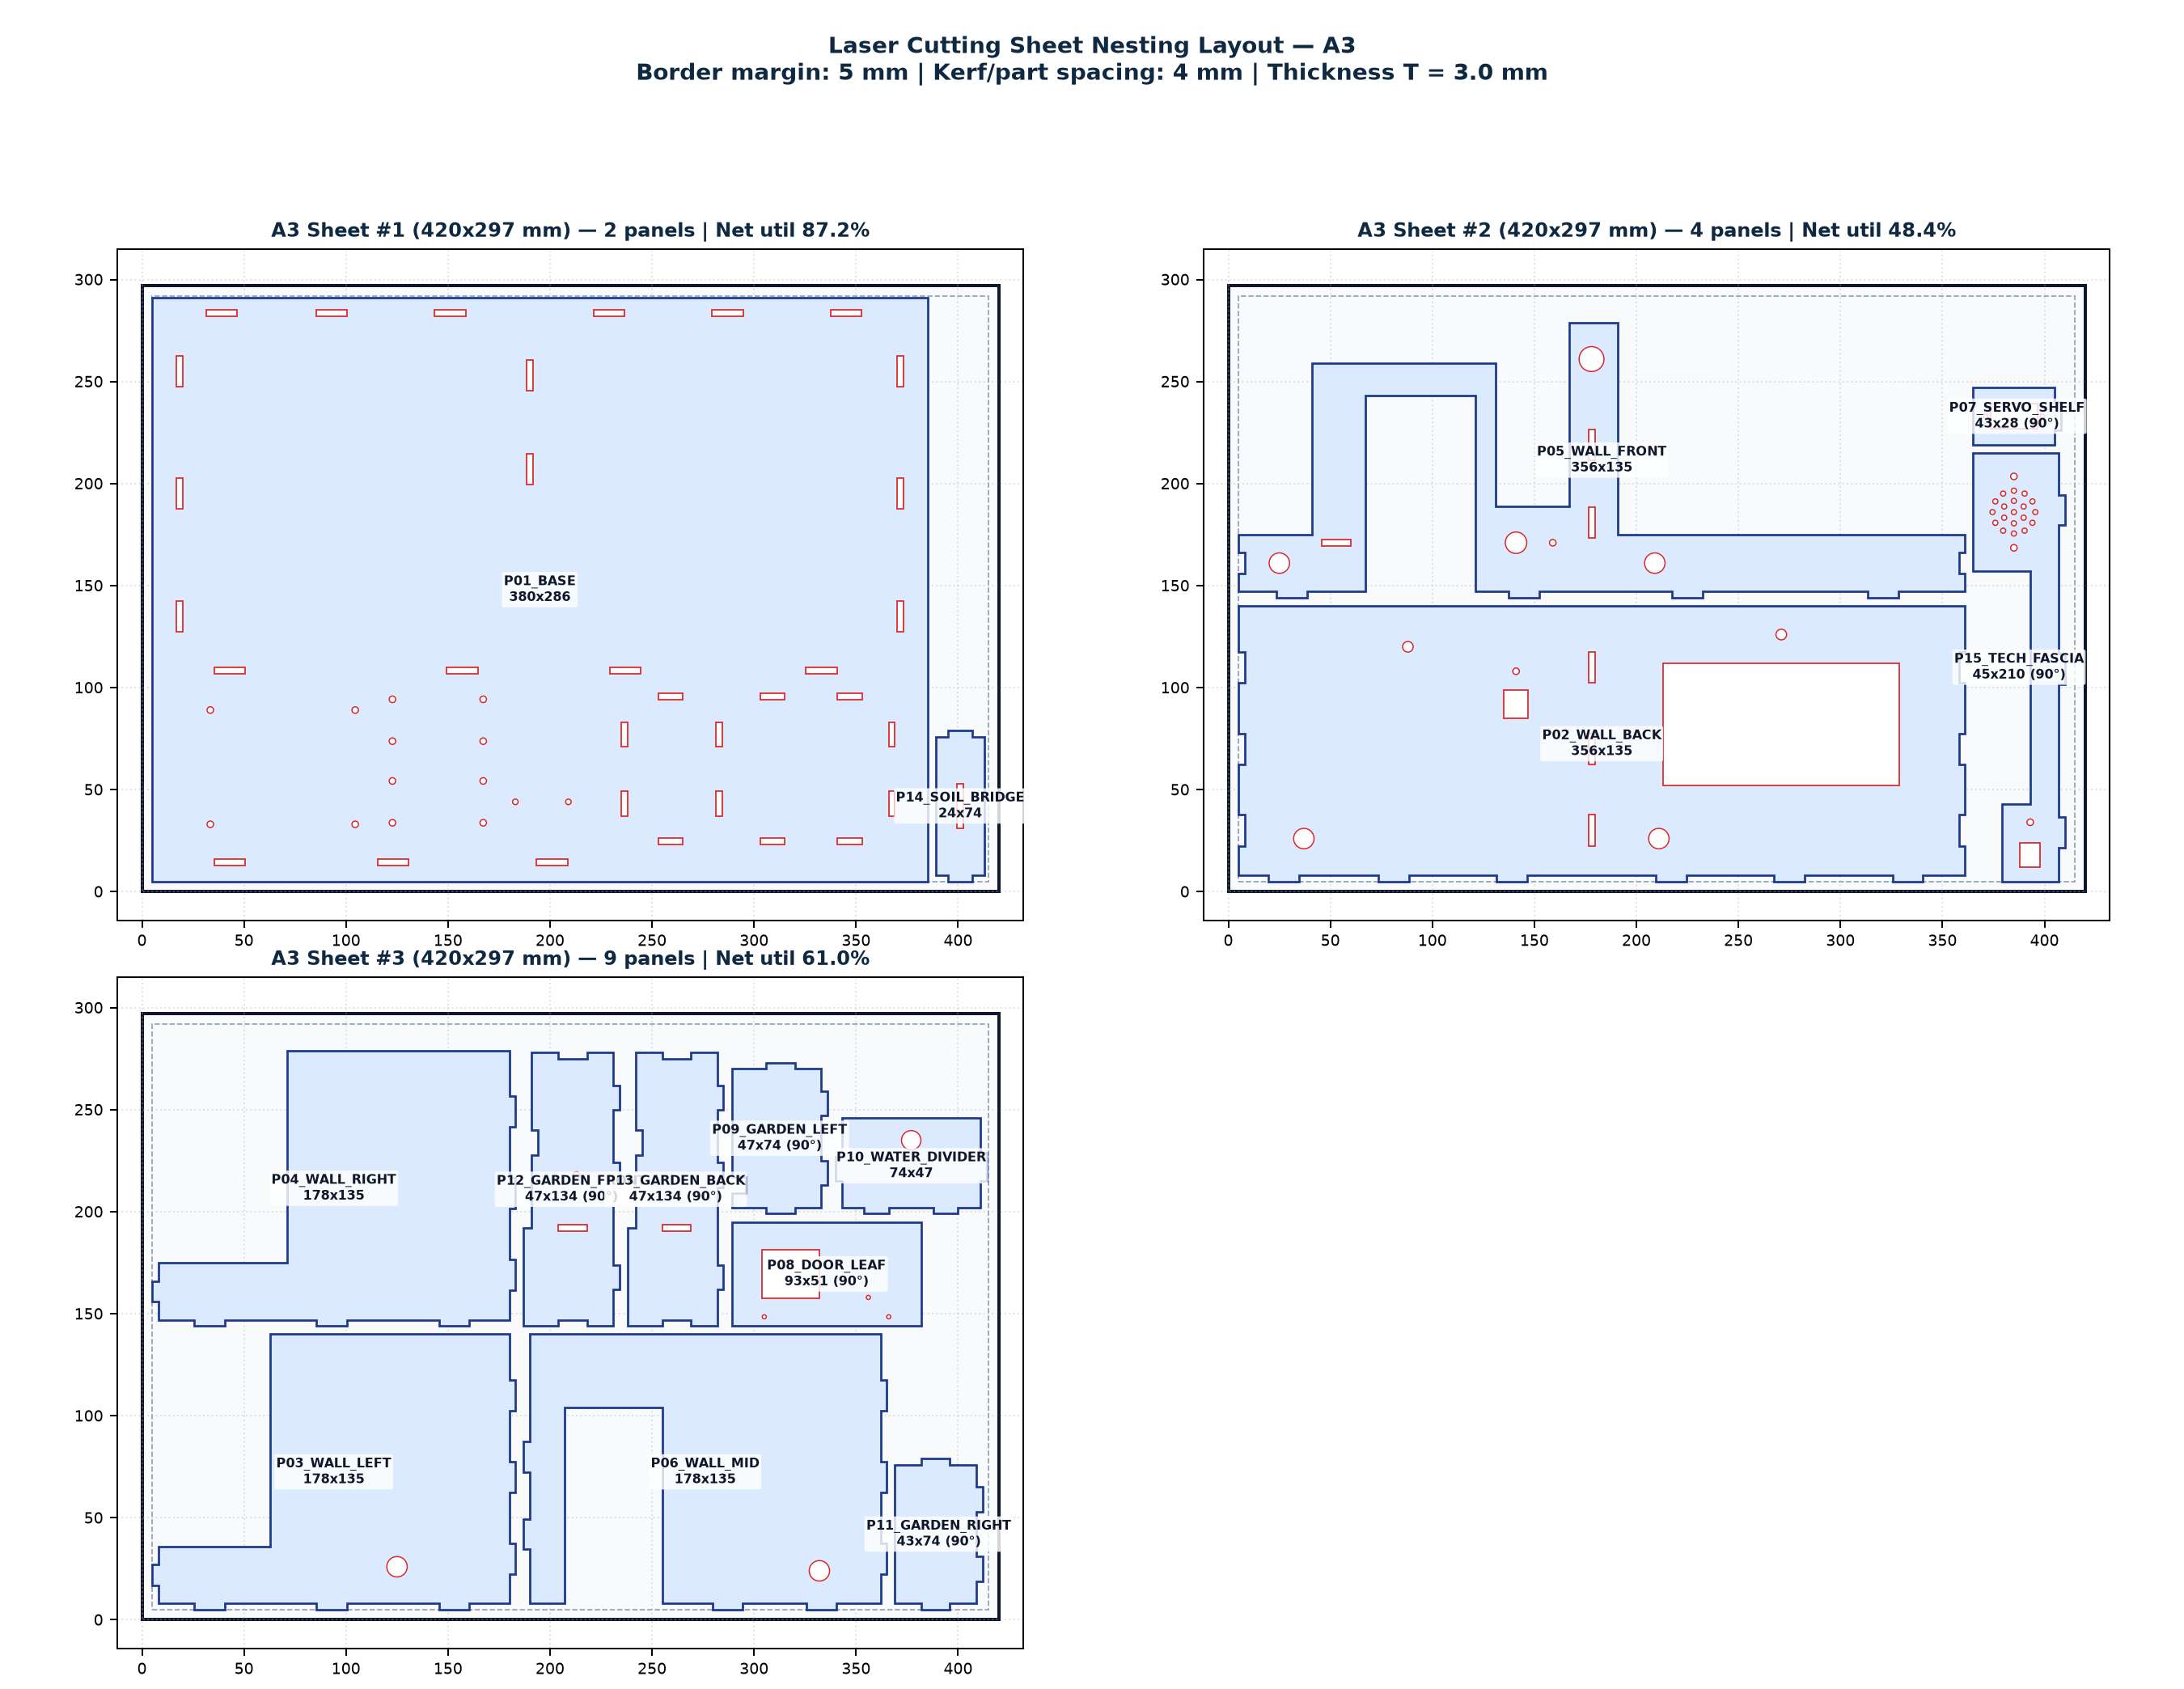 Laser Cutting Sheet Nesting Layout — A3
Border margin: 5 mm | Kerf/part spacing: 4 mm | Thickness T = 3.0 mm
A3 Sheet #1 (420x297 mm) — 2 panels | Net util 87.2%
300
250
200
150
100
50
0
P01_BASE
380x286
P14_SOIL_BRIDGE
24x74
0 50 100 150 200 250 300 350 400
A3 Sheet #2 (420x297 mm) — 4 panels | Net util 48.4%
300
250
200
150
100
50
0
P07_SERVO_SHELF
43x28 (90°)
P05_WALL_FRONT
356x135
P15_TECH_FASCIA
45x210 (90°)
P02_WALL_BACK
356x135
0 50 100 150 200 250 300 350 400
A3 Sheet #3 (420x297 mm) — 9 panels | Net util 61.0%
300
250
200
150
100
50
0
P09_GARDEN_LEFT
47x74 (90°)
P10_WATER_DIVIDER
74x47
P04_WALL_RIGHT
178x135
P12_GARDEN_F
47x134 (90°)
P13_GARDEN_BACK
47x134 (90°)
P08_DOOR_LEAF
93x51 (90°)
P03_WALL_LEFT
178x135
P06_WALL_MID
178x135
P11_GARDEN_RIGHT
43x74 (90°)
0 50 100 150 200 250 300 350 400